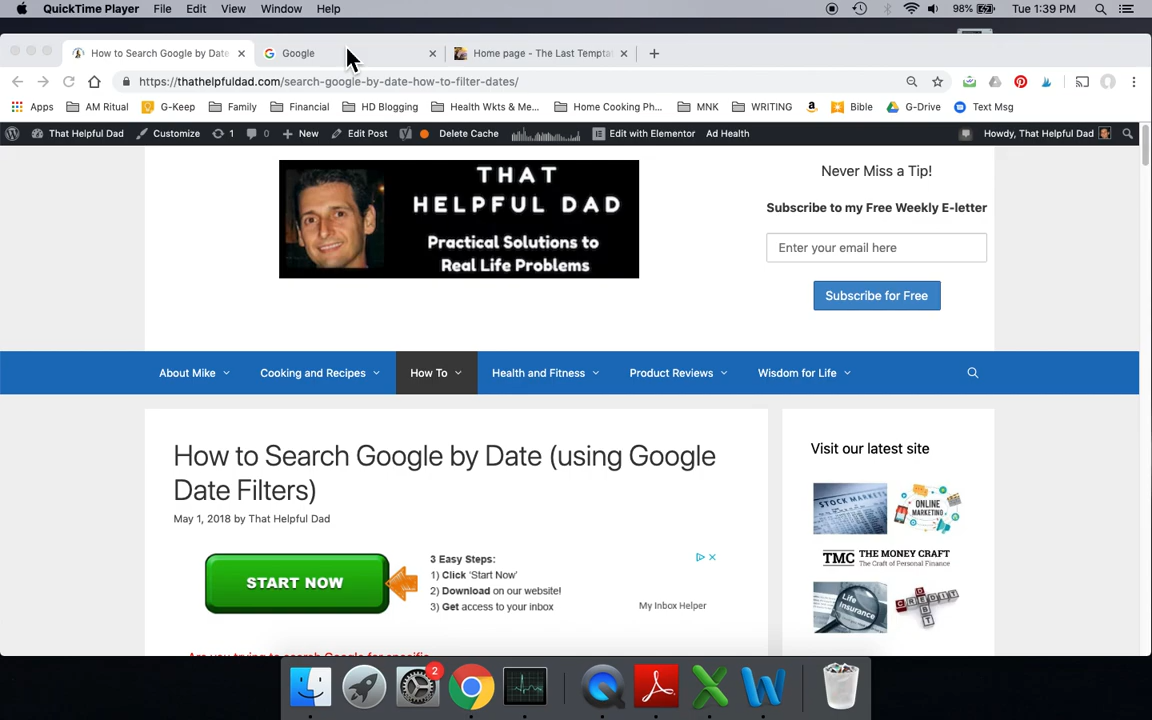 QuickTime Player File Edit View Window Help
98% Tue 1:39 PM
How to Search Google by Date
Google
Home page - The Last Tempta
https://thathelpfuldad.com/search-google-by-date-how-to-filter-dates/
Apps AM Ritual G-Keep Family Financial HD Blogging Health Wkts & Me... Home Cooking Ph... MNK WRITING Bible G-Drive Text Msg
That Helpful Dad Customize 1 0 New Edit Post Delete Cache Edit with Elementor Ad Health Howdy, That Helpful Dad
THAT
HELPFUL DAD
Practical Solutions to
Real Life Problems
Never Miss a Tip!
Subscribe to my Free Weekly E-letter
Enter your email here
Subscribe for Free
About Mike Cooking and Recipes How To Health and Fitness Product Reviews Wisdom for Life
How to Search Google by Date (using Google
Date Filters)
May 1, 2018 by That Helpful Dad
START NOW
3 Easy Steps:
1) Click 'Start Now'
2) Download on our website!
3) Get access to your inbox
My Inbox Helper
Visit our latest site
STOCK MARKET
ONLINE
MARKETING
TMC THE MONEY CRAFT
The Craft of Personal Finance
Life
Insurance
CREDIT
DEBT
2